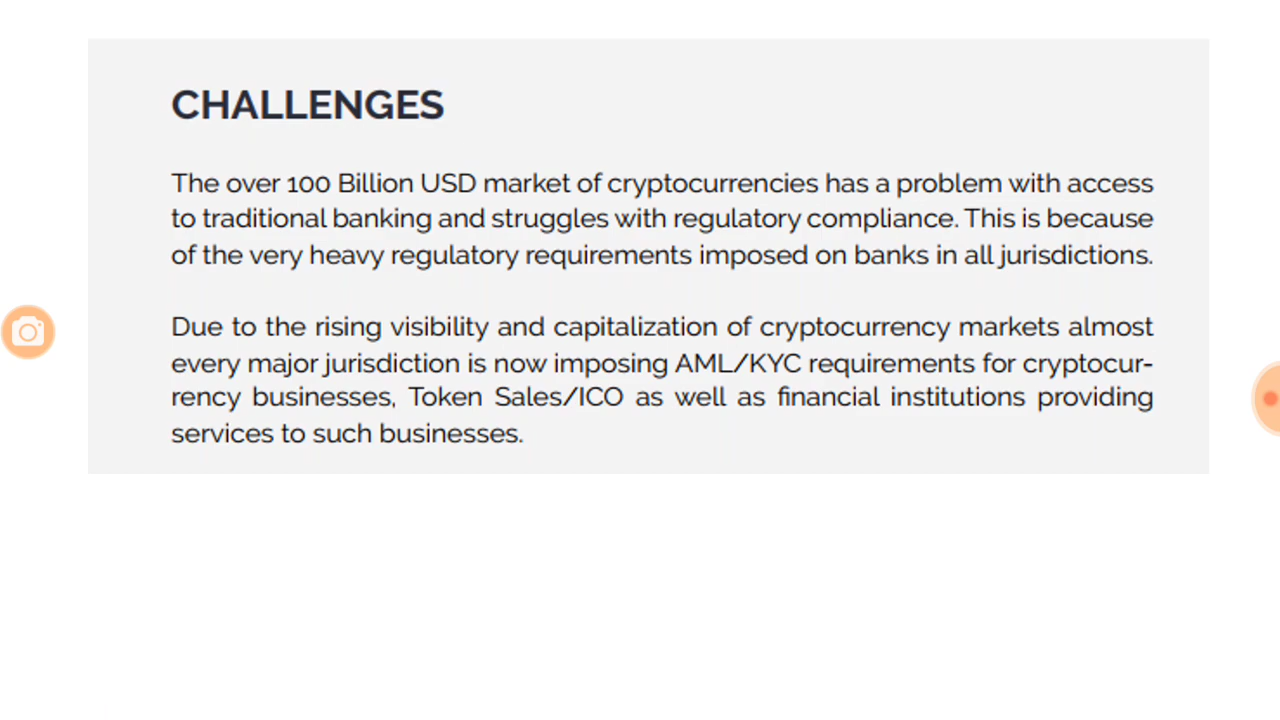 CHALLENGES
The over 100 Billion USD market of cryptocurrencies has a problem with access
to traditional banking and struggles with regulatory compliance. This is because
of the very heavy regulatory requirements imposed on banks in all jurisdictions.
Due to the rising visibility and capitalization of cryptocurrency markets almost
every major jurisdiction is now imposing AML/KYC requirements for cryptocur-
rency businesses, Token Sales/ICO as well as financial institutions providing
services to such businesses.